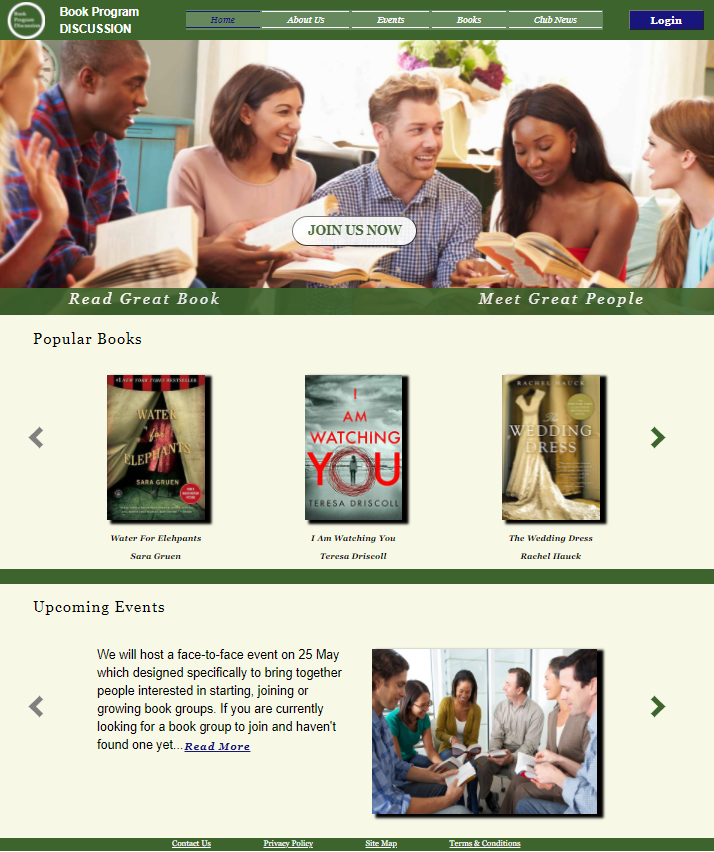 Book Program Discussion
Book Program
DISCUSSION
Home
About Us
Events
Books
Club News
Login
JOIN US NOW
Read Great Book
Meet Great People
Popular Books
#1 NEW YORK TIMES BESTSELLER
WATER
for
ELEPHANTS
SARA GRUEN
I
AM
WATCHING
YOU
TERESA DRISCOLL
RACHEL HAUCK
The
WEDDING
DRESS
Water For Elehpants
I Am Watching You
The Wedding Dress
Sara Gruen
Teresa Driscoll
Rachel Hauck
Upcoming Events
We will host a face-to-face event on 25 May
which designed specifically to bring together
people interested in starting, joining or
growing book groups. If you are currently
looking for a book group to join and haven't
found one yet...Read More
Contact Us
Privacy Policy
Site Map
Terms & Conditions